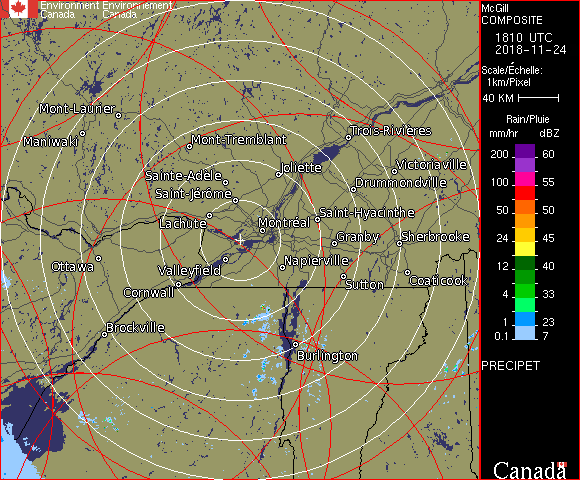 Environment Environnement
Canada Canada
McGill
COMPOSITE
1810 UTC
2018-11-24
Scale/Échelle:
1km/Pixel
40 KM
Rain/Pluie
mm/hr dBZ
200 60
100 55
50 50
24 45
12 40
4 33
1 23
0.1 7
PRECIPET
Canada
Mont-Laurier
Maniwaki
Mont-Tremblant
Trois-Rivières
Joliette
Victoriaville
Sainte-Adèle
Drummondville
Saint-Jérôme
Saint-Hyacinthe
Lachute
Montréal
Granby
Sherbrooke
Ottawa
Valleyfield
Napierville
Sutton
Coaticook
Cornwall
Brockville
Burlington